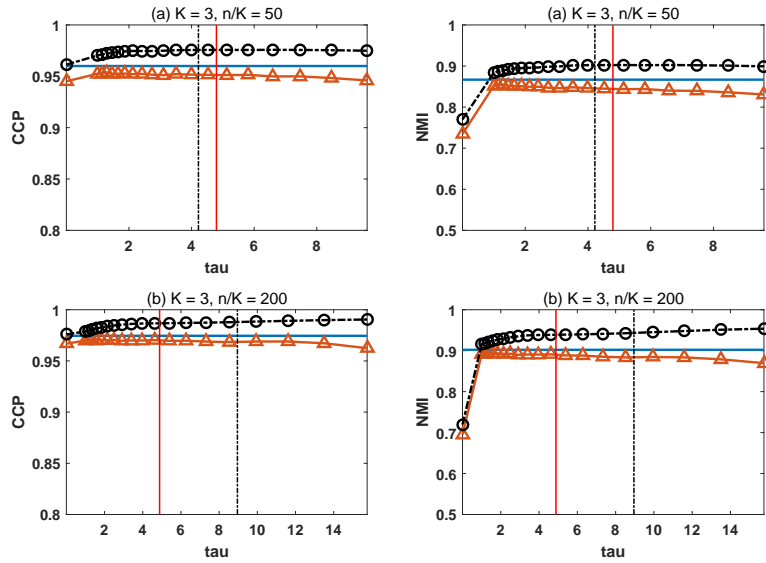 (a) K = 3, n/K = 50
1
0.95
0.9
0.85
0.8
CCP
2 4 6 8
tau
(a) K = 3, n/K = 50
1
0.9
0.8
0.7
0.6
0.5
NMI
2 4 6 8
tau
(b) K = 3, n/K = 200
1
0.95
0.9
0.85
0.8
CCP
2 4 6 8 10 12 14
tau
(b) K = 3, n/K = 200
1
0.9
0.8
0.7
0.6
0.5
NMI
2 4 6 8 10 12 14
tau